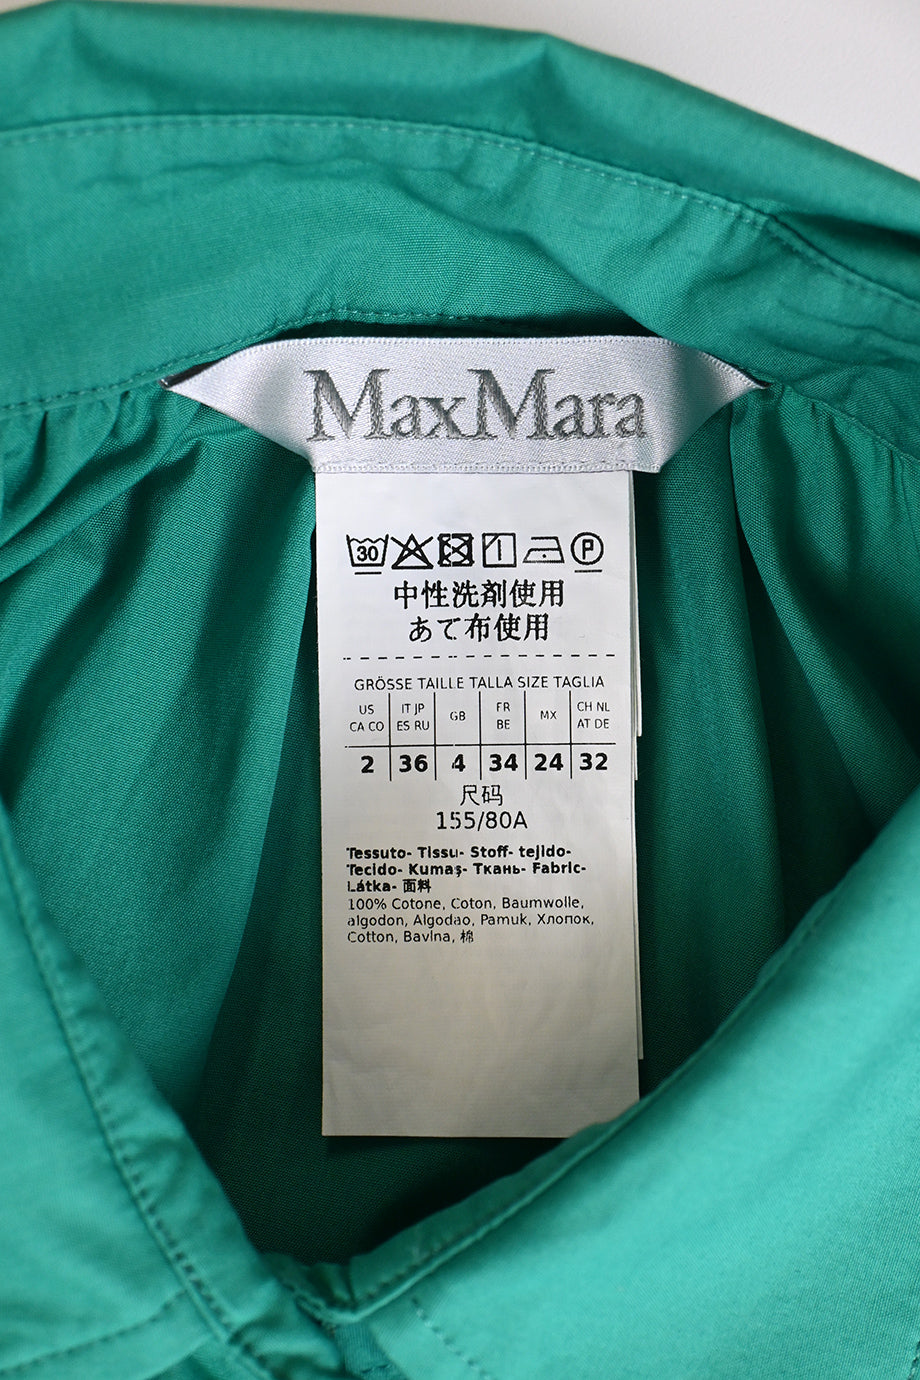 MaxMara
30 P
中性洗剤使用
あて布使用
GRÖSSE TAILLE TALLA SIZE TAGLIA
US CA CO IT JP ES RU GB FR BE MX CH NL AT DE
2 36 4 34 24 32
尺码
155/80A
Tessuto- Tissu- Stoff- tejido-
Tecido- Kumaş- Ткань- Fabric-
Látka- 面料
100% Cotone, Coton, Baumwolle,
algodon, Algodao, Pamuk, Хлопок,
Cotton, Bavlna, 棉